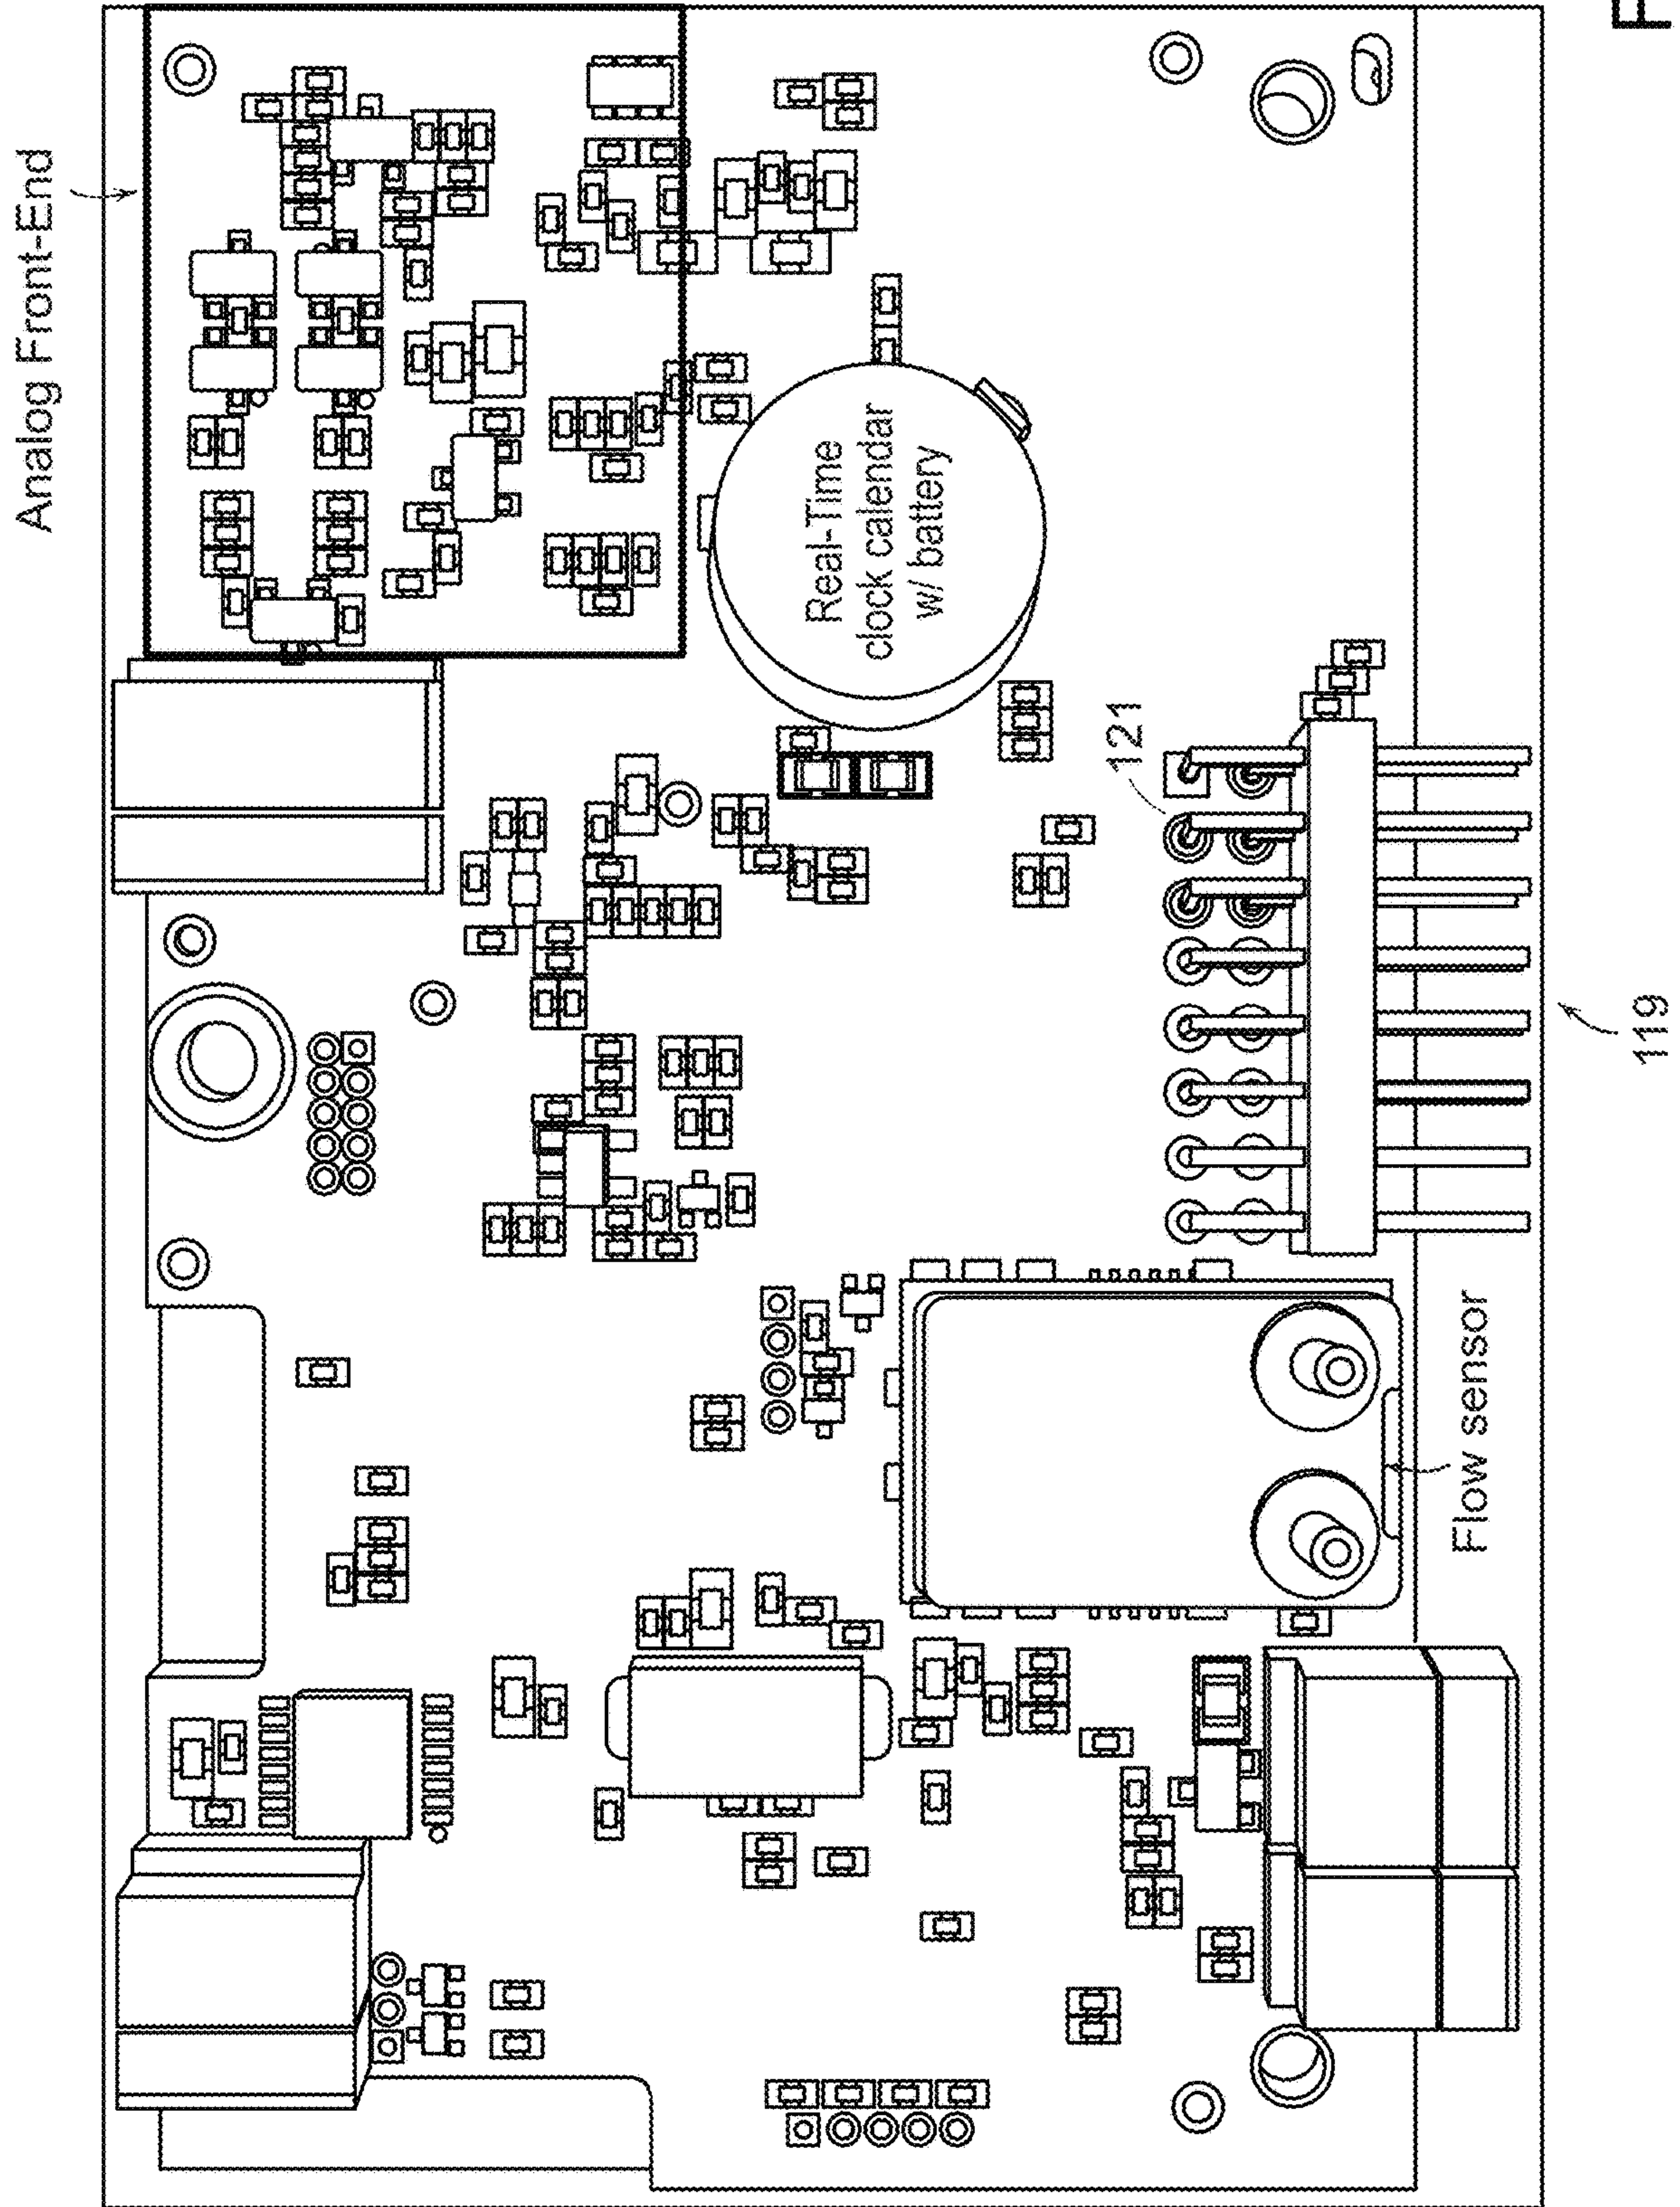 Analog Front-End
Real-Time
clock calendar
w/ battery
121
119
Flow sensor